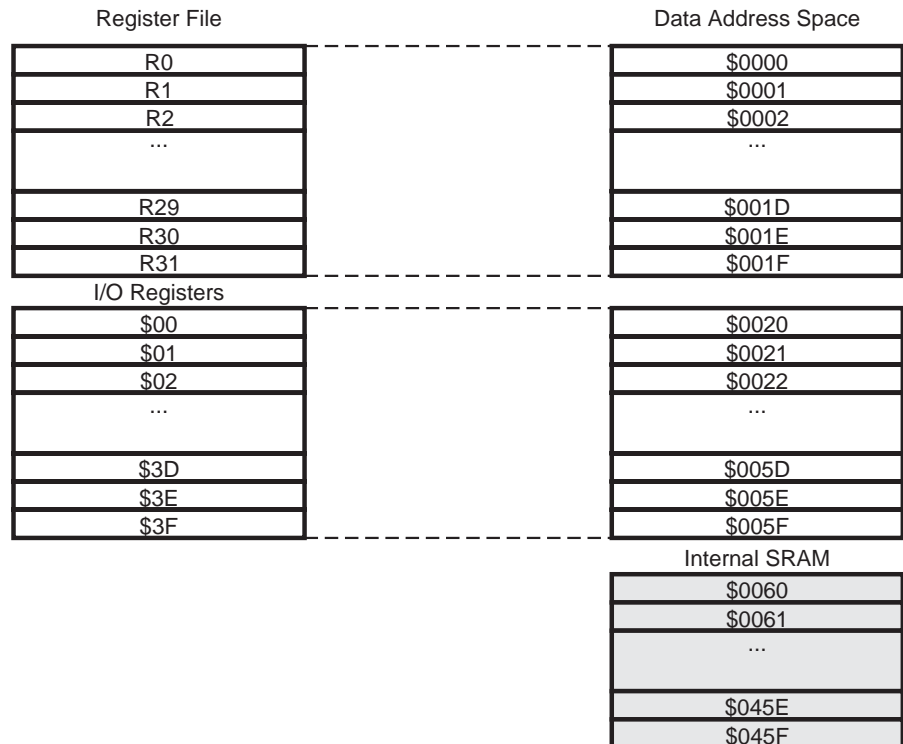 Register File Data Address Space
R0 $0000
R1 $0001
R2 $0002
... ...
R29 $001D
R30 $001E
R31 $001F
I/O Registers
$00 $0020
$01 $0021
$02 $0022
... ...
$3D $005D
$3E $005E
$3F $005F
Internal SRAM
$0060
$0061
...
$045E
$045F